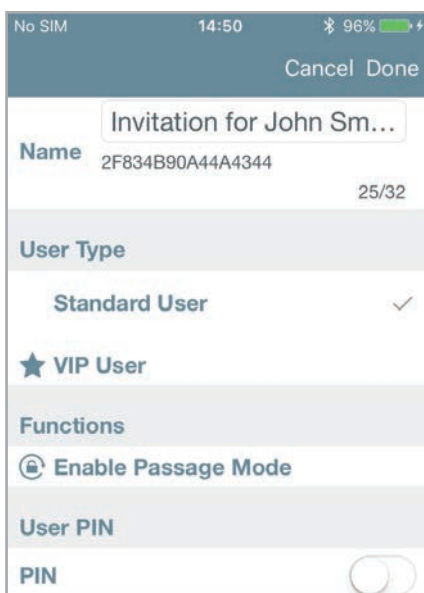 No SIM 14:50 96%
Cancel Done
Invitation for John Sm...
Name
2F834B90A44A4344
25/32
User Type
Standard User
VIP User
Functions
Enable Passage Mode
User PIN
PIN